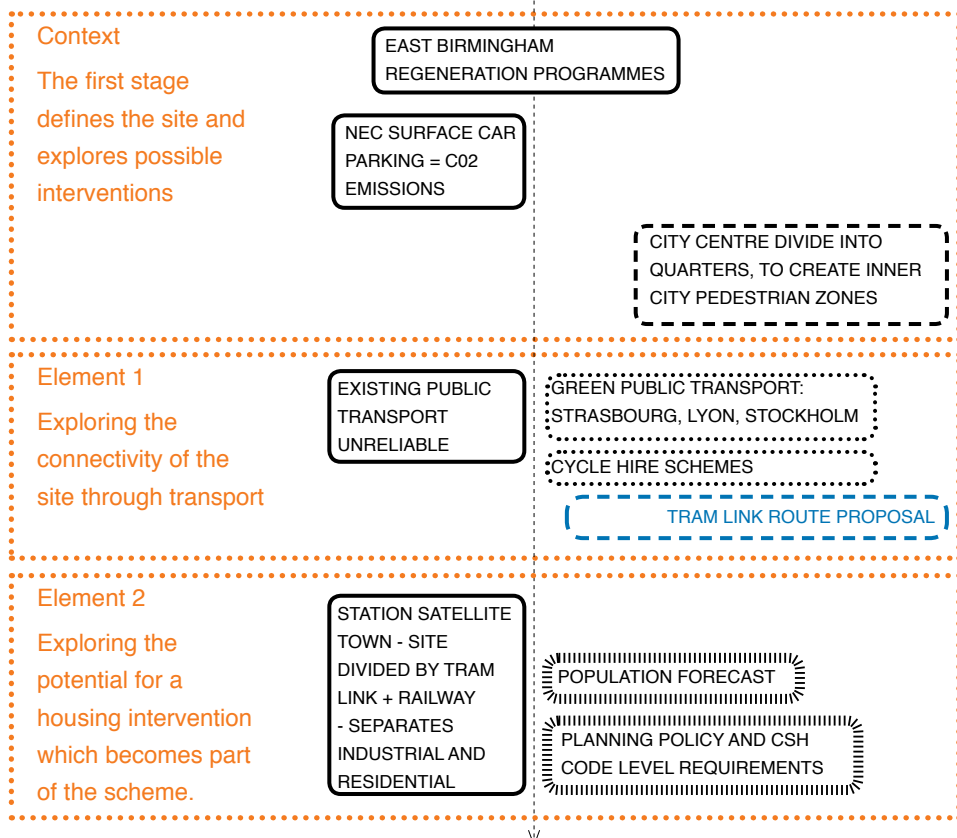 Context
The first stage
defines the site and
explores possible
interventions
EAST BIRMINGHAM
REGENERATION PROGRAMMES
NEC SURFACE CAR
PARKING = C02
EMISSIONS
CITY CENTRE DIVIDE INTO
QUARTERS, TO CREATE INNER
CITY PEDESTRIAN ZONES
Element 1
Exploring the
connectivity of the
site through transport
EXISTING PUBLIC
TRANSPORT
UNRELIABLE
GREEN PUBLIC TRANSPORT:
STRASBOURG, LYON, STOCKHOLM
CYCLE HIRE SCHEMES
TRAM LINK ROUTE PROPOSAL
Element 2
Exploring the
potential for a
housing intervention
which becomes part
of the scheme.
STATION SATELLITE
TOWN - SITE
DIVIDED BY TRAM
LINK + RAILWAY
- SEPARATES
INDUSTRIAL AND
RESIDENTIAL
POPULATION FORECAST
PLANNING POLICY AND CSH
CODE LEVEL REQUIREMENTS